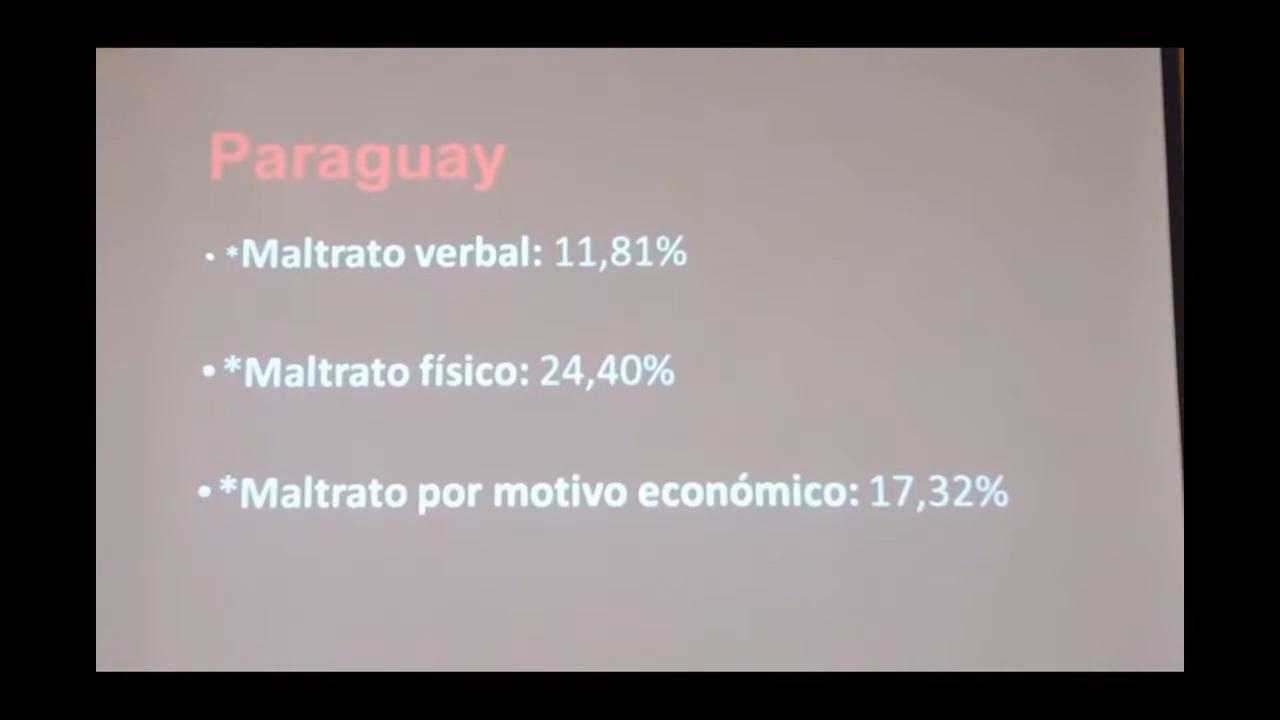 Paraguay
• *Maltrato verbal: 11,81%
• *Maltrato físico: 24,40%
• *Maltrato por motivo económico: 17,32%